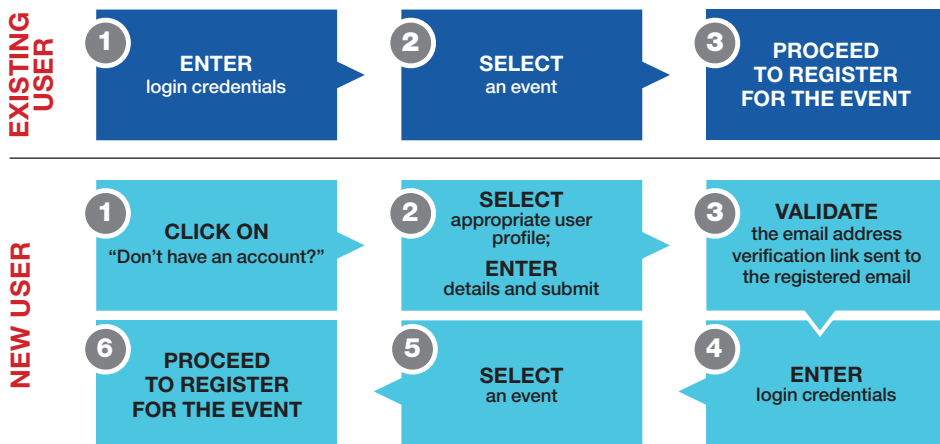 EXISTING
USER
1
ENTER
login credentials
2
SELECT
an event
3
PROCEED
TO REGISTER
FOR THE EVENT
NEW USER
1
CLICK ON
“Don’t have an account?”
2
SELECT
appropriate user
profile;
ENTER
details and submit
3
VALIDATE
the email address
verification link sent to
the registered email
4
ENTER
login credentials
5
SELECT
an event
6
PROCEED
TO REGISTER
FOR THE EVENT